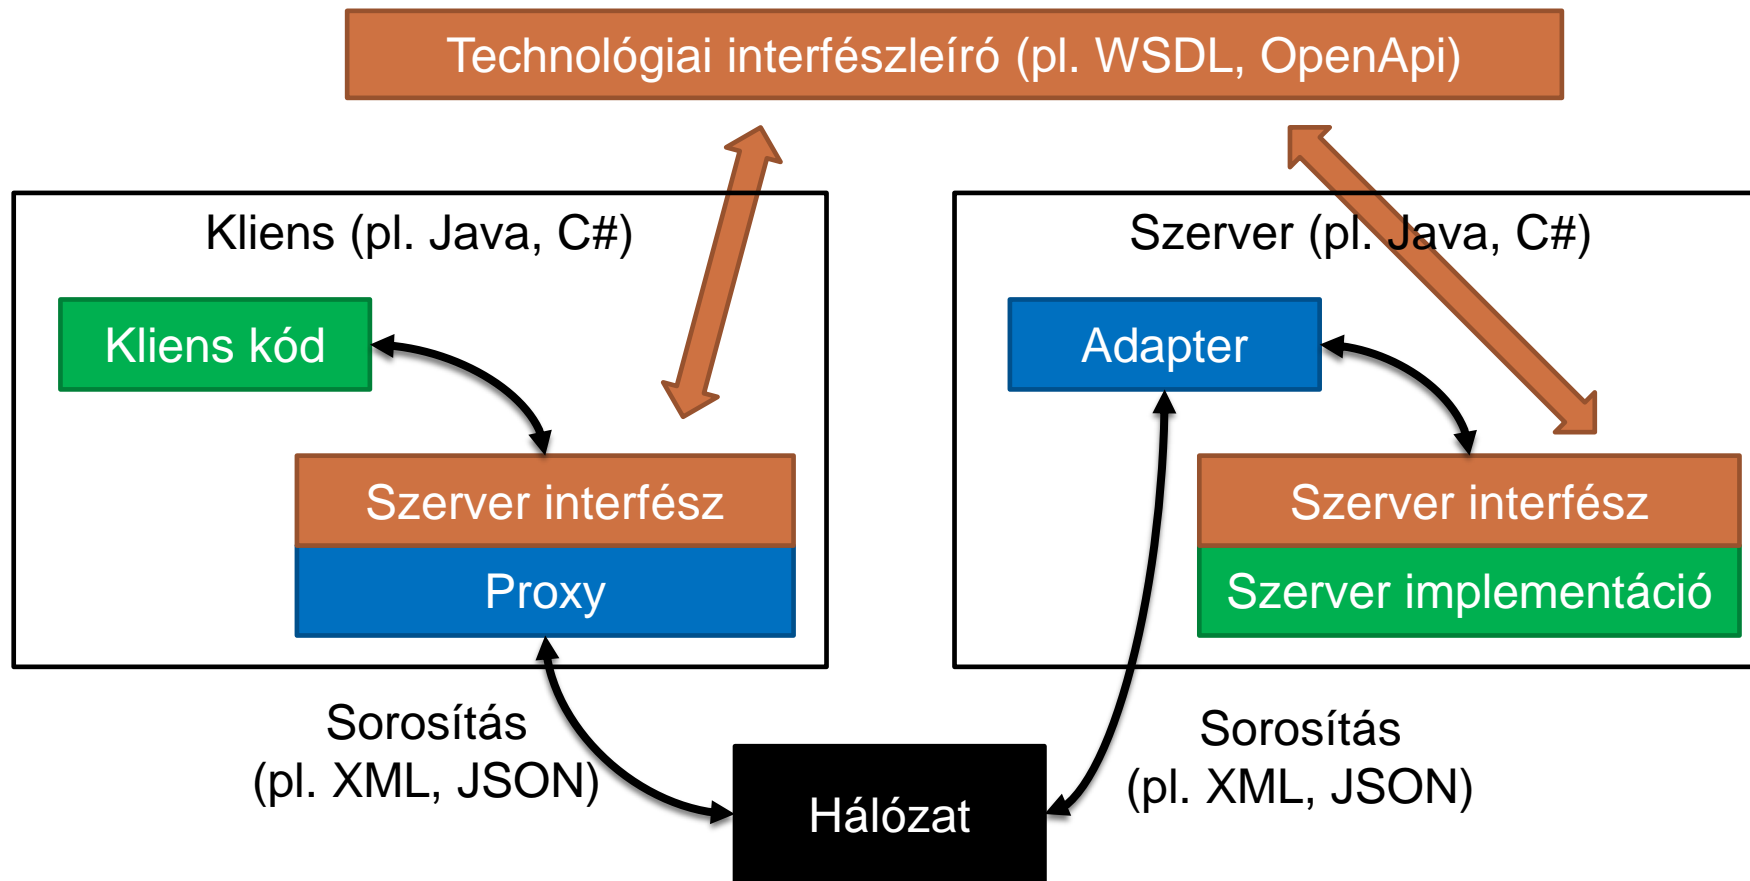 Technológiai interfészleíró (pl. WSDL, OpenApi)
Kliens (pl. Java, C#)
Kliens kód
Szerver interfész
Proxy
Sorosítás
(pl. XML, JSON)
Szerver (pl. Java, C#)
Adapter
Szerver interfész
Szerver implementáció
Sorosítás
(pl. XML, JSON)
Hálózat